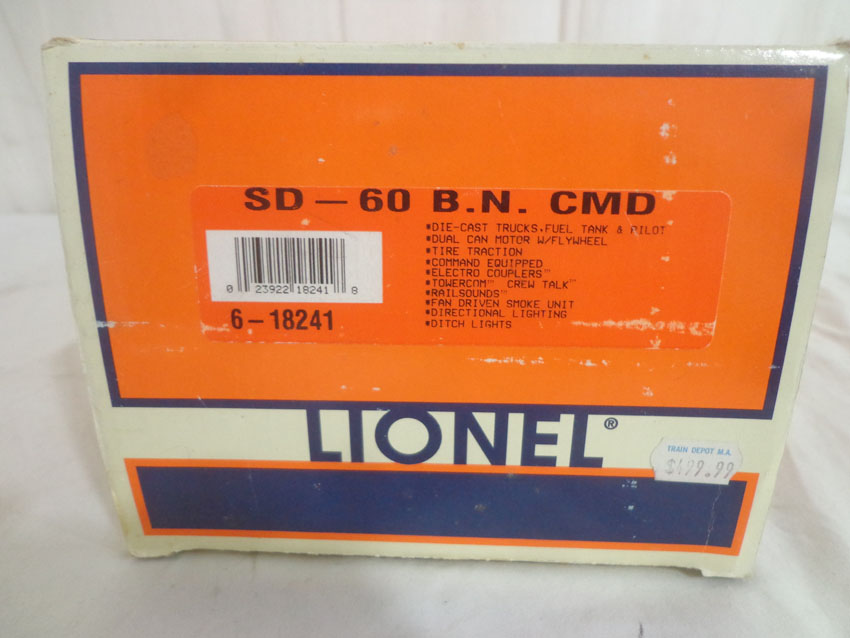 SD-60 B.N. CMD
*DIE-CAST TRUCKS,FUEL TANK & PILOT
*DUAL CAN MOTOR W/FLYWHEEL
*TIRE TRACTION
*COMMAND EQUIPPED
*ELECTRO COUPLERS™
*TOWERCOM™ CREW TALK™
*RAILSOUNDS™
*FAN DRIVEN SMOKE UNIT
*DIRECTIONAL LIGHTING
*DITCH LIGHTS
0 23922 18241 8
6-18241
LIONEL®
TRAIN DEPOT M.A.
$499.99